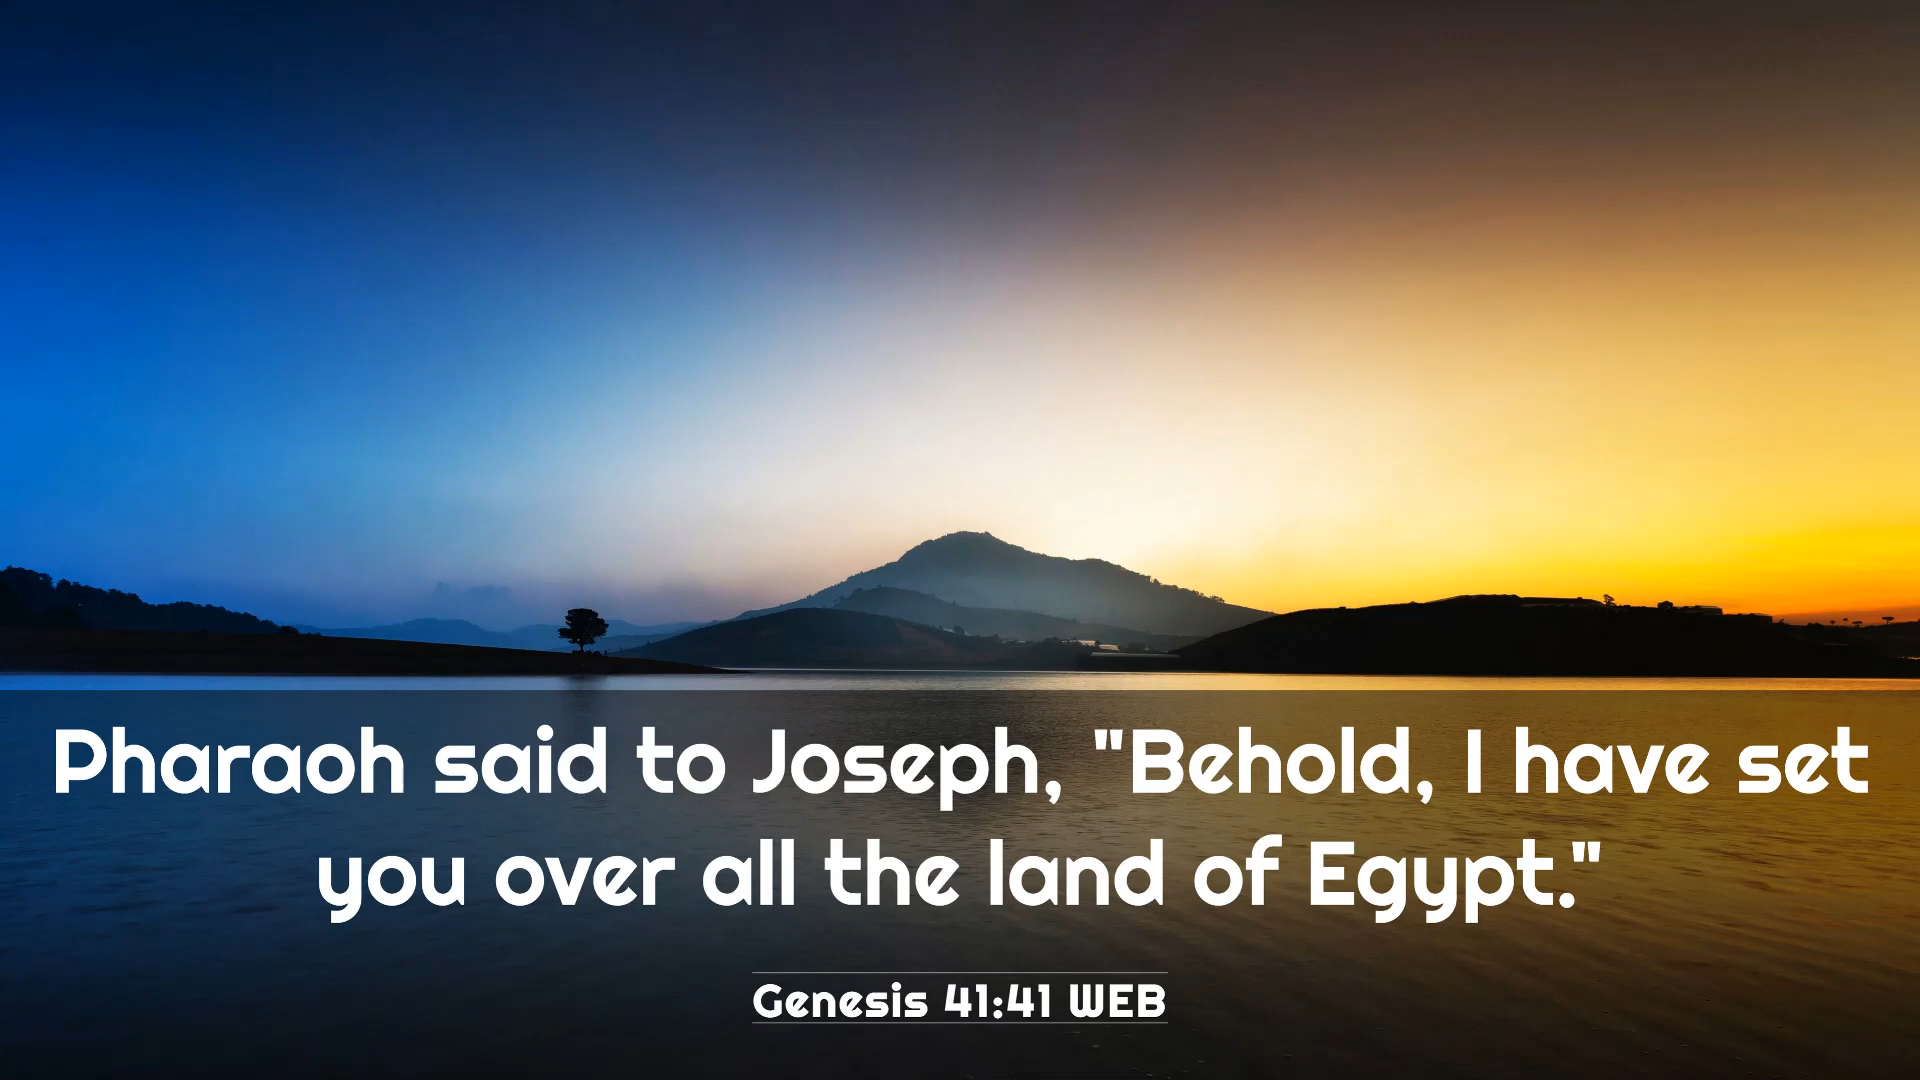 Pharaoh said to Joseph, "Behold, I have set
you over all the land of Egypt."
Genesis 41:41 WEB